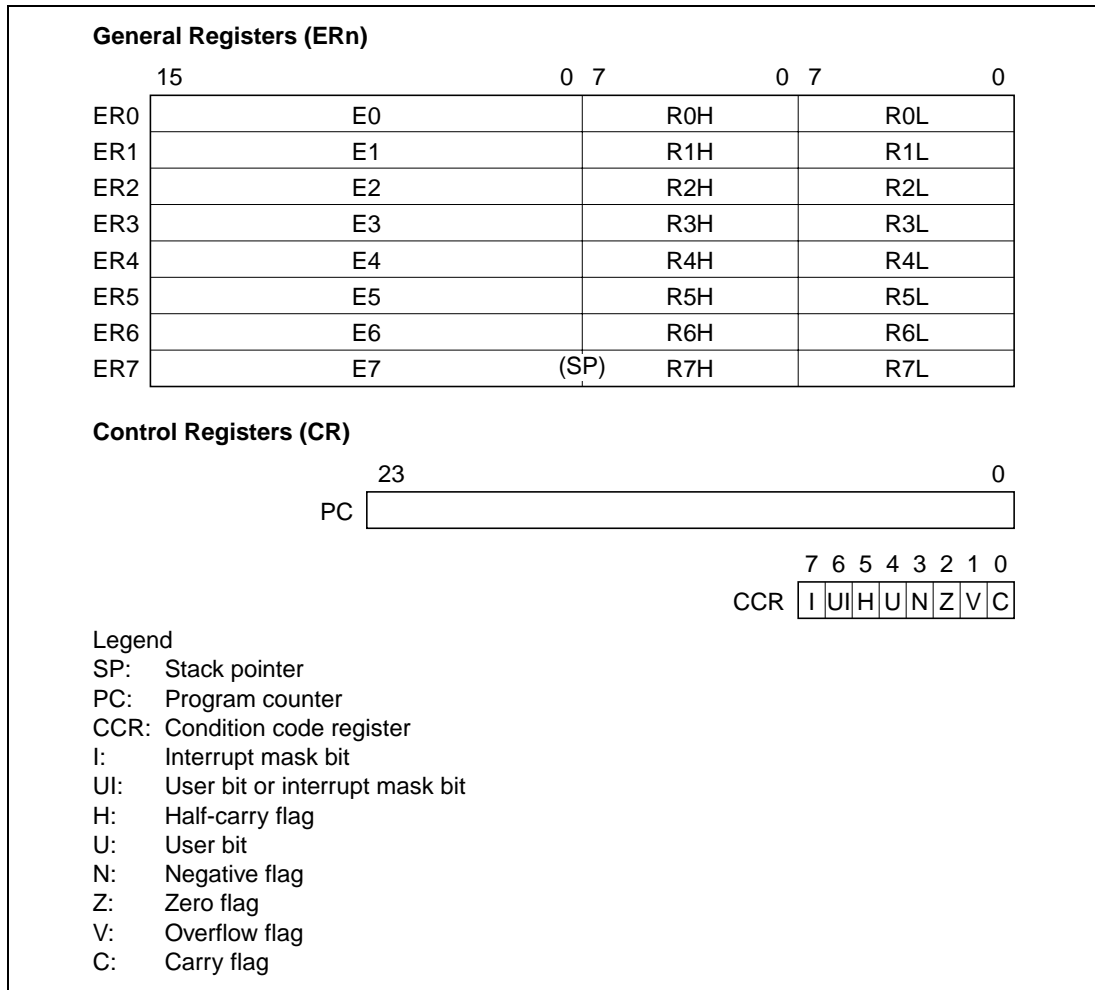 General Registers (ERn)
15 0 7 0 7 0
ER0 E0 R0H R0L
ER1 E1 R1H R1L
ER2 E2 R2H R2L
ER3 E3 R3H R3L
ER4 E4 R4H R4L
ER5 E5 R5H R5L
ER6 E6 R6H R6L
ER7 E7 (SP) R7H R7L
Control Registers (CR)
23 0
PC
7 6 5 4 3 2 1 0
CCR I UI H U N Z V C
Legend
SP: Stack pointer
PC: Program counter
CCR: Condition code register
I: Interrupt mask bit
UI: User bit or interrupt mask bit
H: Half-carry flag
U: User bit
N: Negative flag
Z: Zero flag
V: Overflow flag
C: Carry flag